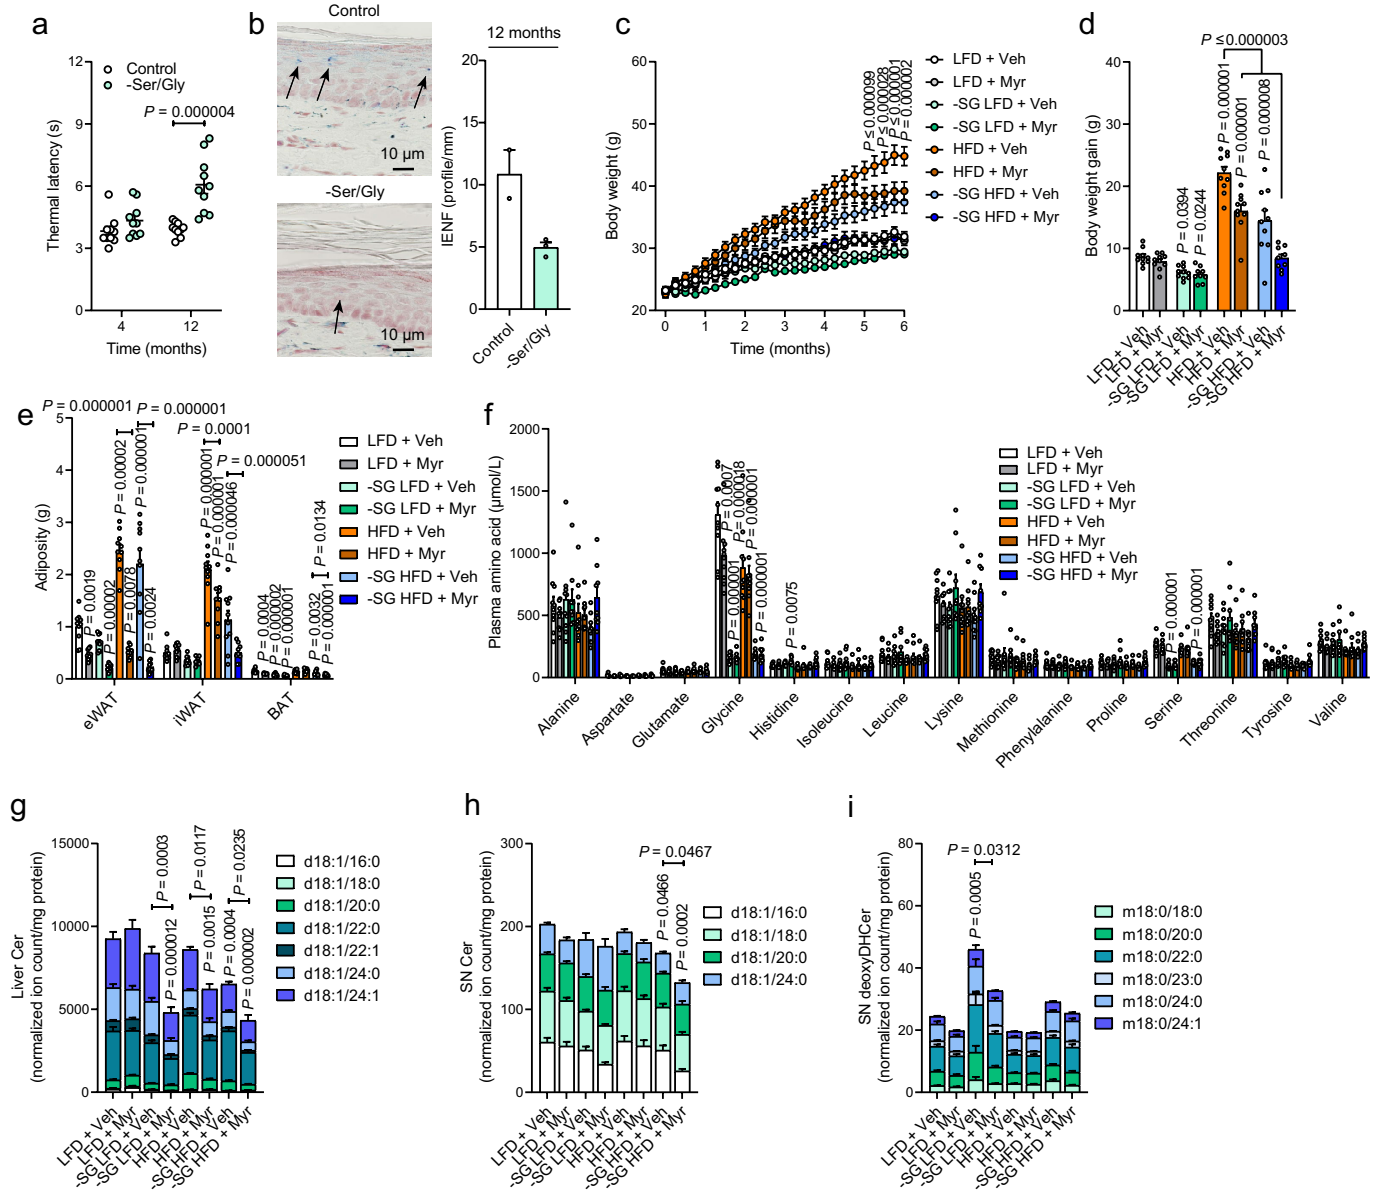 a
Thermal latency (s)
12
9
6
3
0
Control
-Ser/Gly
P = 0.000004
4
12
Time (months)
b
Control
10 µm
-Ser/Gly
10 µm
12 months
IENF (profile/mm)
20
15
10
5
0
Control
-Ser/Gly
c
Body weight (g)
60
50
40
30
20
P ≤ 0.000099
P ≤ 0.000028
P ≤ 0.000001
P = 0.000002
0
1
2
3
4
5
6
Time (months)
LFD + Veh
LFD + Myr
-SG LFD + Veh
-SG LFD + Myr
HFD + Veh
HFD + Myr
-SG HFD + Veh
-SG HFD + Myr
d
Body weight gain (g)
40
30
20
10
0
P ≤ 0.000003
P = 0.0394
P = 0.0244
P = 0.000001
P = 0.000001
P = 0.000008
LFD + Veh
LFD + Myr
-SG LFD + Veh
-SG LFD + Myr
HFD + Veh
HFD + Myr
-SG HFD + Veh
-SG HFD + Myr
e
Adiposity (g)
5
4
3
2
1
0
P = 0.000001
P = 0.000001
P = 0.0001
P = 0.000051
P = 0.0019
P = 0.000002
P = 0.00002
P = 0.0078
P = 0.000001
P = 0.0024
P = 0.000001
P = 0.000001
P = 0.000046
P = 0.0004
P = 0.000002
P = 0.000001
P = 0.0032
P = 0.0134
P = 0.000001
eWAT
iWAT
BAT
LFD + Veh
LFD + Myr
-SG LFD + Veh
-SG LFD + Myr
HFD + Veh
HFD + Myr
-SG HFD + Veh
-SG HFD + Myr
f
Plasma amino acid (µmol/L)
2000
1500
1000
500
0
P = 0.0007
P = 0.000001
P = 0.000018
P = 0.000001
P = 0.000001
P = 0.0075
P = 0.000001
P = 0.000001
Alanine
Aspartate
Glutamate
Glycine
Histidine
Isoleucine
Leucine
Lysine
Methionine
Phenylalanine
Proline
Serine
Threonine
Tyrosine
Valine
LFD + Veh
LFD + Myr
-SG LFD + Veh
-SG LFD + Myr
HFD + Veh
HFD + Myr
-SG HFD + Veh
-SG HFD + Myr
g
Liver Cer
(normalized ion count/mg protein)
15000
10000
5000
0
P = 0.0003
P = 0.000012
P = 0.0117
P = 0.0015
P = 0.0004
P = 0.0235
P = 0.000002
LFD + Veh
LFD + Myr
-SG LFD + Veh
-SG LFD + Myr
HFD + Veh
HFD + Myr
-SG HFD + Veh
-SG HFD + Myr
d18:1/16:0
d18:1/18:0
d18:1/20:0
d18:1/22:0
d18:1/22:1
d18:1/24:0
d18:1/24:1
h
SN Cer
(normalized ion count/mg protein)
300
200
100
0
P = 0.0467
P = 0.0466
P = 0.0002
LFD + Veh
LFD + Myr
-SG LFD + Veh
-SG LFD + Myr
HFD + Veh
HFD + Myr
-SG HFD + Veh
-SG HFD + Myr
d18:1/16:0
d18:1/18:0
d18:1/20:0
d18:1/24:0
i
SN deoxyDHCer
(normalized ion count/mg protein)
80
60
40
20
0
P = 0.0312
P = 0.0005
LFD + Veh
LFD + Myr
-SG LFD + Veh
-SG LFD + Myr
HFD + Veh
HFD + Myr
-SG HFD + Veh
-SG HFD + Myr
m18:0/18:0
m18:0/20:0
m18:0/22:0
m18:0/23:0
m18:0/24:0
m18:0/24:1